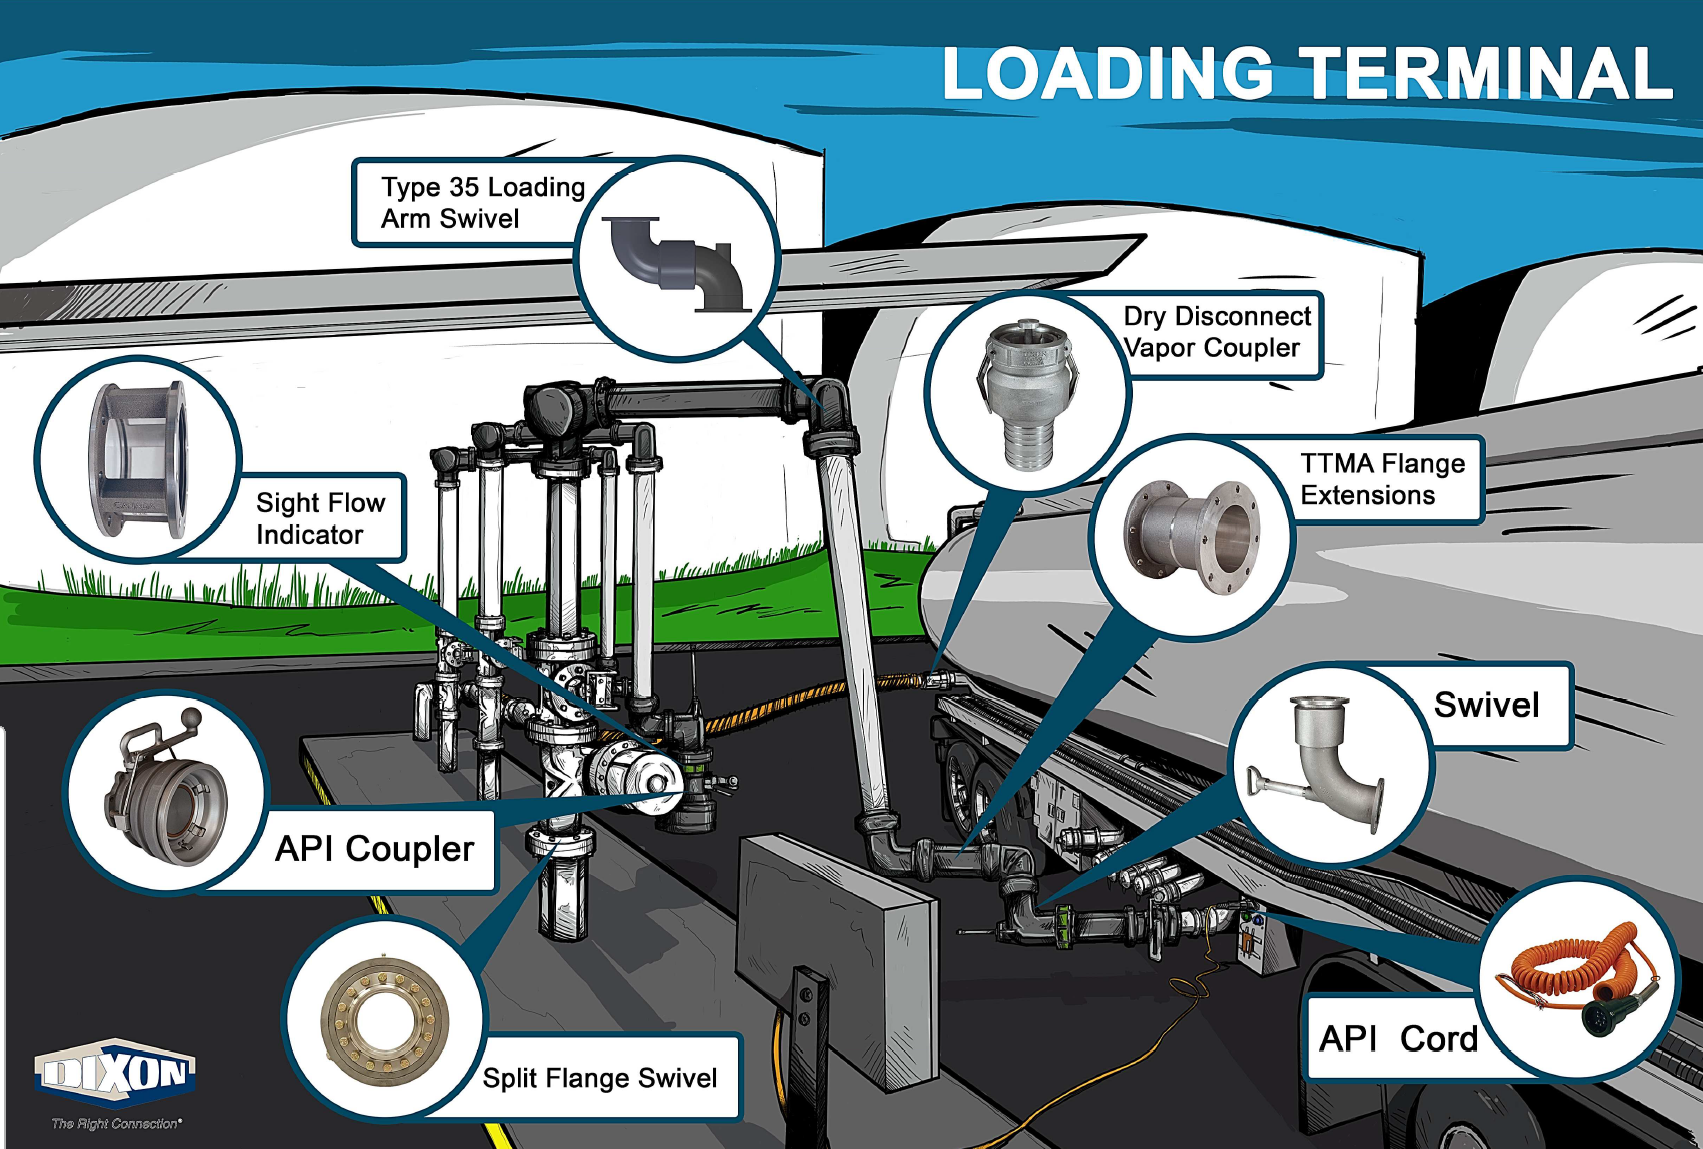 LOADING TERMINAL
Type 35 Loading
Arm Swivel
Dry Disconnect
Vapor Coupler
TTMA Flange
Extensions
Sight Flow
Indicator
Swivel
API Coupler
API Cord
Split Flange Swivel
DIXON
The Right Connection®